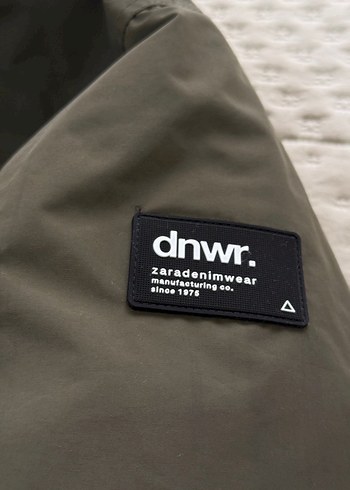 dnwr.
zaradenimwear
manufacturing co.
since 1975